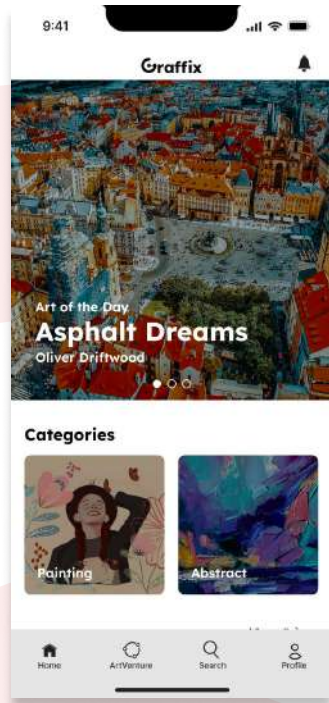 9:41
Graffix
Art of the Day
Asphalt Dreams
Oliver Driftwood
Categories
Painting
Abstract
Home
ArtVenture
Search
Profile